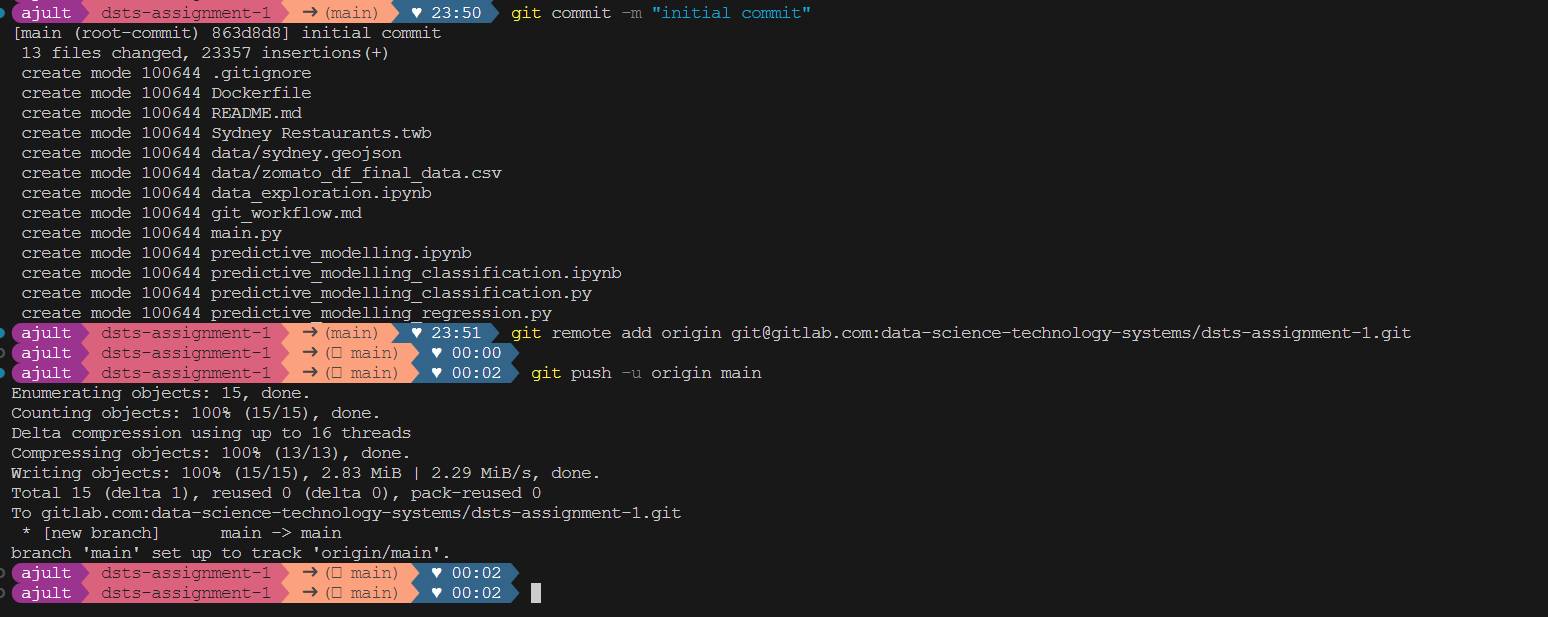 ajult dsts-assignment-1 → (main) ♥ 23:50 git commit -m "initial commit"
[main (root-commit) 863d8d8] initial commit
 13 files changed, 23357 insertions(+)
 create mode 100644 .gitignore
 create mode 100644 Dockerfile
 create mode 100644 README.md
 create mode 100644 Sydney Restaurants.twb
 create mode 100644 data/sydney.geojson
 create mode 100644 data/zomato_df_final_data.csv
 create mode 100644 data_exploration.ipynb
 create mode 100644 git_workflow.md
 create mode 100644 main.py
 create mode 100644 predictive_modelling.ipynb
 create mode 100644 predictive_modelling_classification.ipynb
 create mode 100644 predictive_modelling_classification.py
 create mode 100644 predictive_modelling_regression.py
ajult dsts-assignment-1 → (main) ♥ 23:51 git remote add origin git@gitlab.com:data-science-technology-systems/dsts-assignment-1.git
ajult dsts-assignment-1 → (□ main) ♥ 00:00
ajult dsts-assignment-1 → (□ main) ♥ 00:02 git push -u origin main
Enumerating objects: 15, done.
Counting objects: 100% (15/15), done.
Delta compression using up to 16 threads
Compressing objects: 100% (13/13), done.
Writing objects: 100% (15/15), 2.83 MiB | 2.29 MiB/s, done.
Total 15 (delta 1), reused 0 (delta 0), pack-reused 0
To gitlab.com:data-science-technology-systems/dsts-assignment-1.git
 * [new branch]      main -> main
branch 'main' set up to track 'origin/main'.
ajult dsts-assignment-1 → (□ main) ♥ 00:02
ajult dsts-assignment-1 → (□ main) ♥ 00:02